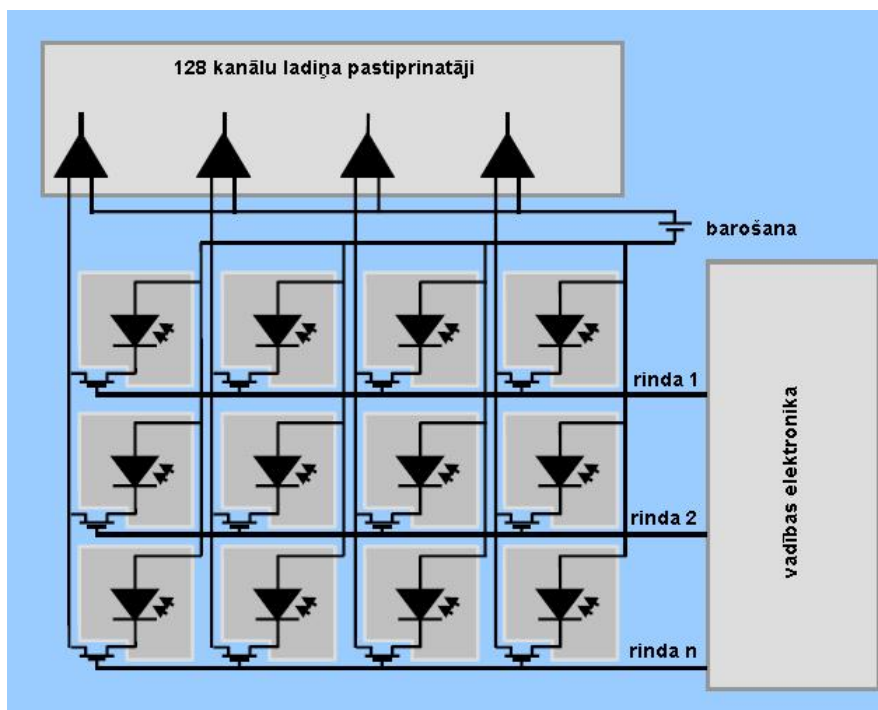 128 kanālu ladiņa pastiprinatāji
barošana
rinda 1
rinda 2
rinda n
vadības elektronika